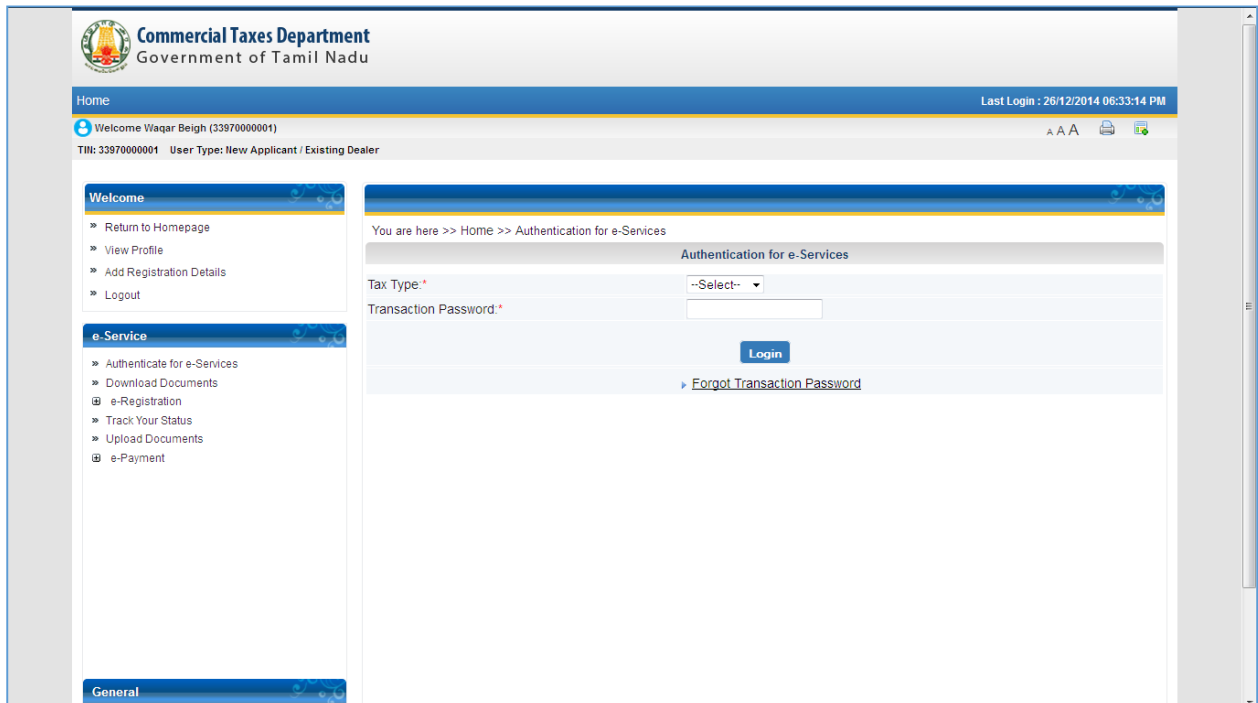 Commercial Taxes Department
Government of Tamil Nadu
Home
Last Login : 26/12/2014 06:33:14 PM
Welcome Waqar Beigh (33970000001)
A A A
TIN: 33970000001 User Type: New Applicant / Existing Dealer
Welcome
» Return to Homepage
» View Profile
» Add Registration Details
» Logout
e-Service
» Authenticate for e-Services
» Download Documents
e-Registration
» Track Your Status
» Upload Documents
e-Payment
General
You are here >> Home >> Authentication for e-Services
Authentication for e-Services
Tax Type:* --Select--
Transaction Password:*
Login
Forgot Transaction Password